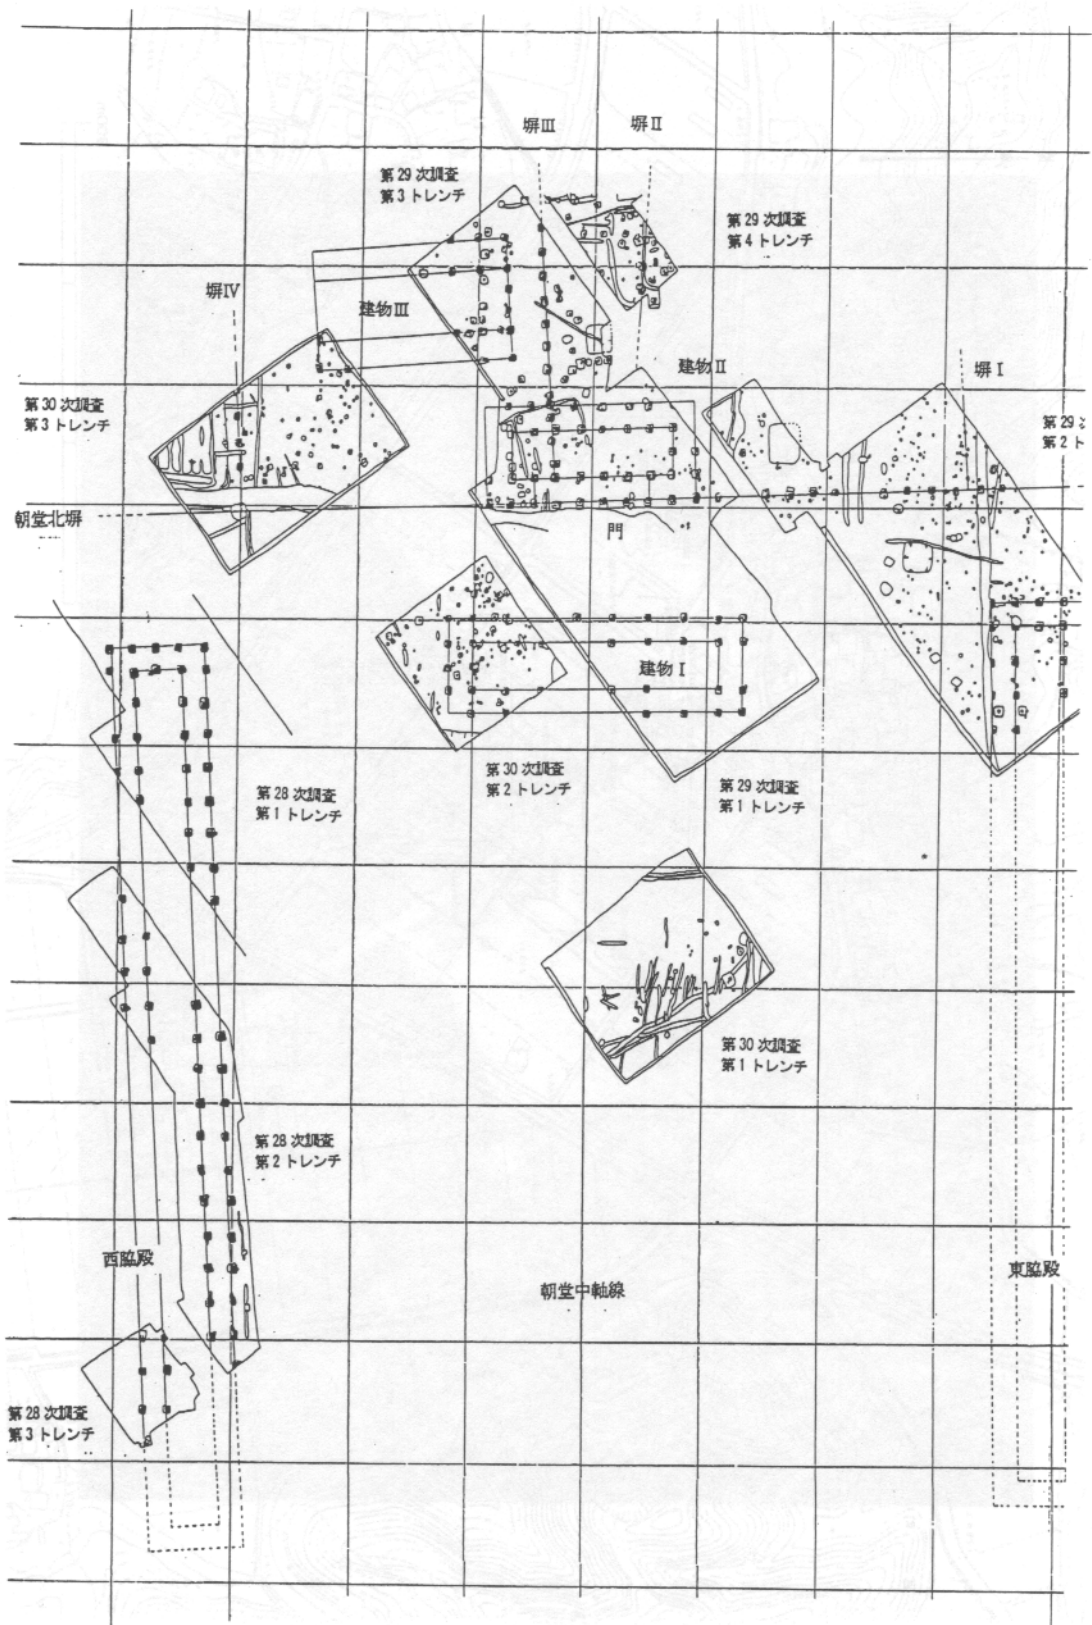 塀Ⅲ
塀Ⅱ
第29次調査
第3トレンチ
第29次調査
第4トレンチ
塀Ⅳ
建物Ⅲ
建物Ⅱ
塀Ⅰ
第30次調査
第3トレンチ
第29
第2ト
朝堂北塀
門
建物Ⅰ
第30次調査
第2トレンチ
第29次調査
第1トレンチ
第28次調査
第1トレンチ
第30次調査
第1トレンチ
第28次調査
第2トレンチ
西脇殿
朝堂中軸線
東脇殿
第28次調査
第3トレンチ